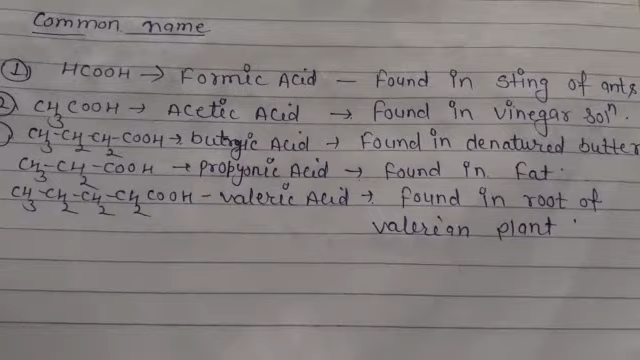 Common name
① HCOOH → Formic Acid — Found in sting of ants
2) CH₃COOH → Acetic Acid → Found in vinegar solⁿ.
) CH₃-CH₂-CH₂-COOH → butyric Acid → Found in denatured butter
CH₃-CH₂-COOH → propyonic Acid → Found in Fat.
CH₃-CH₂-CH₂-CH₂COOH - valeric Acid → Found in root of
valerian plant.